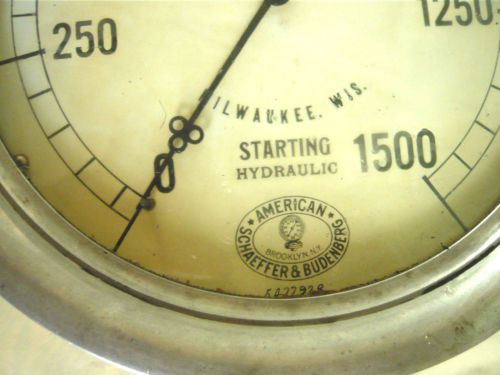 250
1250
ILWAUKEE, WIS.
0
STARTING
HYDRAULIC
1500
AMERICAN
BROOKLYN, N.Y.
SCHAEFFER & BUDENBERG